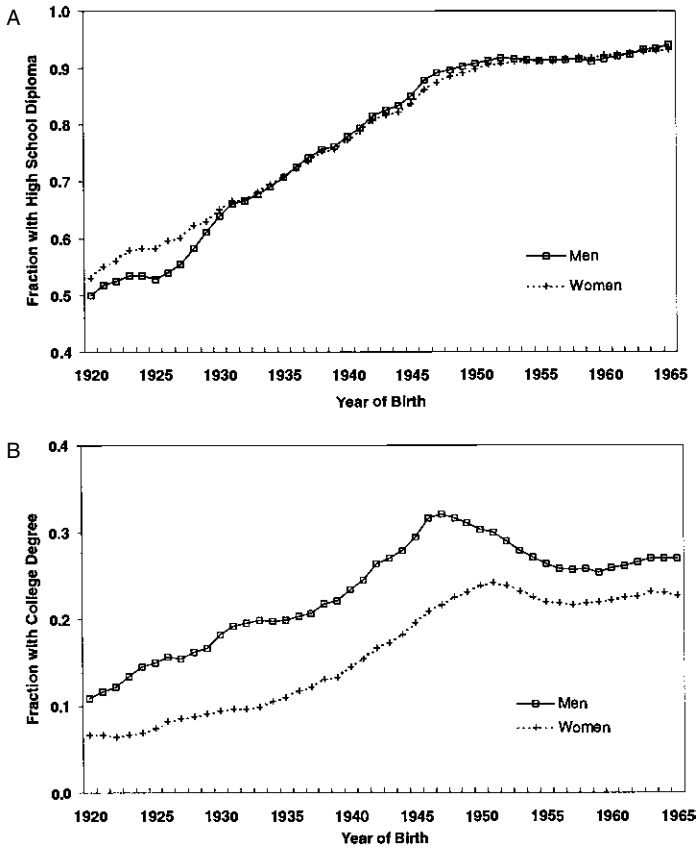 A
1.0
0.9
0.8
0.7
0.6
0.5
0.4
Fraction with High School Diploma
Men
Women
1920 1925 1930 1935 1940 1945 1950 1955 1960 1965
Year of Birth
B
0.4
0.3
0.2
0.1
0.0
Fraction with College Degree
Men
Women
1920 1925 1930 1935 1940 1945 1950 1955 1960 1965
Year of Birth